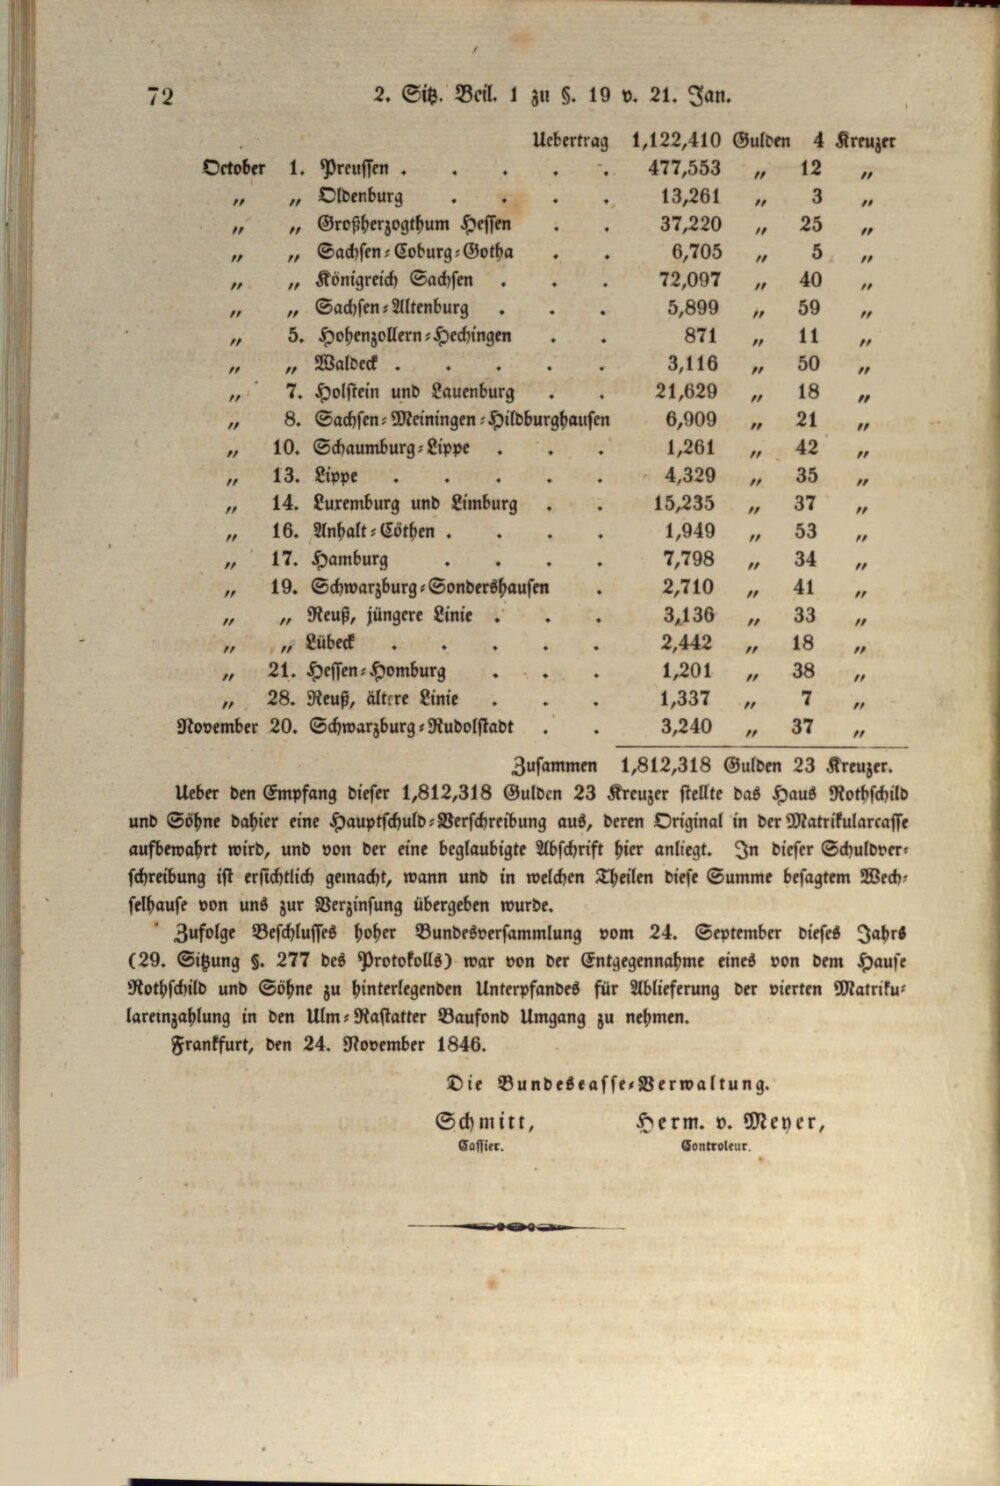 72 2. Sitz. Beil. 1 zu §. 19 v. 21. Jan.
Uebertrag 1,122,410 Gulden 4 Kreuzer
October 1. Preussen . . . . . 477,553 „ 12 „
„ „ Oldenburg . . . . 13,261 „ 3 „
„ „ Großherzogthum Hessen . . 37,220 „ 25 „
„ „ Sachsen-Coburg-Gotha . . 6,705 „ 5 „
„ „ Königreich Sachsen . . . 72,097 „ 40 „
„ „ Sachsen-Altenburg . . . 5,899 „ 59 „
„ 5. Hohenzollern-Hechingen . . 871 „ 11 „
„ „ Waldeck . . . . . 3,116 „ 50 „
„ 7. Holstein und Lauenburg . . 21,629 „ 18 „
„ 8. Sachsen-Meiningen-Hildburghausen 6,909 „ 21 „
„ 10. Schaumburg-Lippe . . . 1,261 „ 42 „
„ 13. Lippe . . . . . 4,329 „ 35 „
„ 14. Luxemburg und Limburg . . 15,235 „ 37 „
„ 16. Anhalt-Cöthen . . . . 1,949 „ 53 „
„ 17. Hamburg . . . . 7,798 „ 34 „
„ 19. Schwarzburg-Sondershausen . 2,710 „ 41 „
„ „ Reuß, jüngere Linie . . . 3,136 „ 33 „
„ „ Lübeck . . . . . 2,442 „ 18 „
„ 21. Hessen-Homburg . . . 1,201 „ 38 „
„ 28. Reuß, ältere Linie . . . 1,337 „ 7 „
November 20. Schwarzburg-Rudolstadt . . 3,240 „ 37 „
Zusammen 1,812,318 Gulden 23 Kreuzer.
Ueber den Empfang dieser 1,812,318 Gulden 23 Kreuzer stellte das Haus Rothschild
und Söhne dahier eine Hauptschuld-Verschreibung aus, deren Original in der Matrikularcasse
aufbewahrt wird, und von der eine beglaubigte Abschrift hier anliegt. In dieser Schuldver-
schreibung ist ersichtlich gemacht, wann und in welchen Theilen diese Summe besagtem Wech-
selhause von uns zur Verzinsung übergeben wurde.
Zufolge Beschlusses hoher Bundesversammlung vom 24. September dieses Jahrs
(29. Sitzung §. 277 des Protokolls) war von der Entgegennahme eines von dem Hause
Rothschild und Söhne zu hinterlegenden Unterpfandes für Ablieferung der vierten Matriku-
lareinzahlung in den Ulm-Rastatter Baufond Umgang zu nehmen.
Frankfurt, den 24. November 1846.
Die Bundescasse-Verwaltung.
Schmitt, Herm. v. Meyer,
Cassier. Controleur.